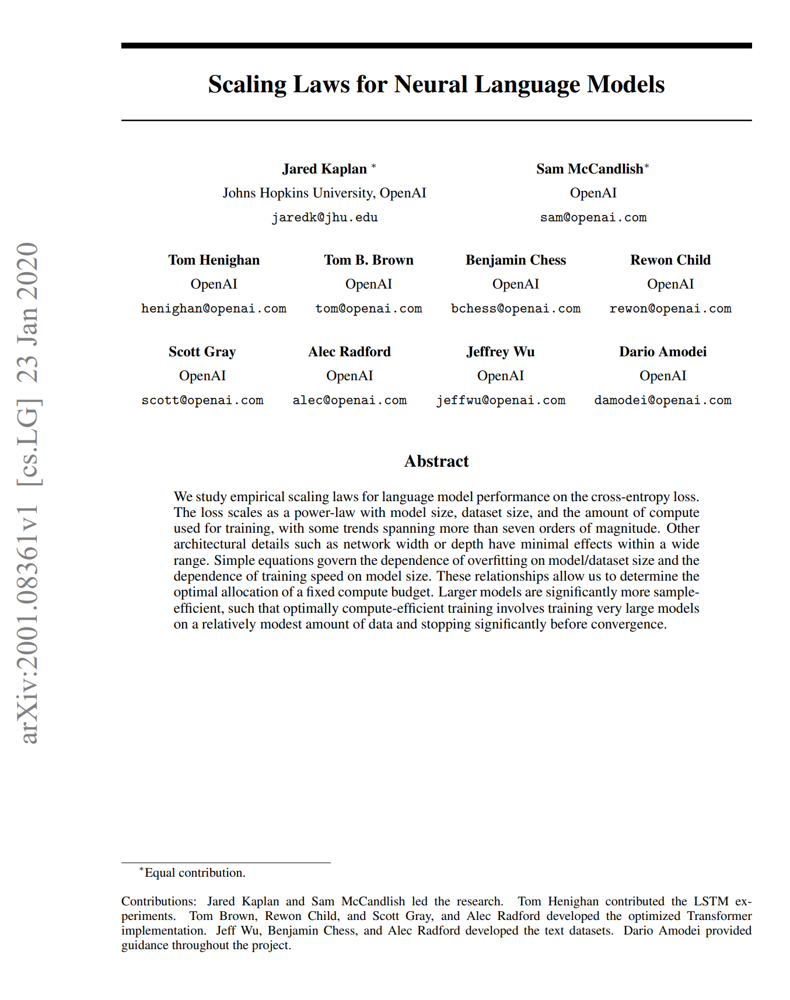 Scaling Laws for Neural Language Models
Jared Kaplan * Sam McCandlish*
Johns Hopkins University, OpenAI OpenAI
jaredk@jhu.edu sam@openai.com
Tom Henighan Tom B. Brown Benjamin Chess Rewon Child
OpenAI OpenAI OpenAI OpenAI
henighan@openai.com tom@openai.com bchess@openai.com rewon@openai.com
Scott Gray Alec Radford Jeffrey Wu Dario Amodei
OpenAI OpenAI OpenAI OpenAI
scott@openai.com alec@openai.com jeffwu@openai.com damodei@openai.com
Abstract
We study empirical scaling laws for language model performance on the cross-entropy loss.
The loss scales as a power-law with model size, dataset size, and the amount of compute
used for training, with some trends spanning more than seven orders of magnitude. Other
architectural details such as network width or depth have minimal effects within a wide
range. Simple equations govern the dependence of overfitting on model/dataset size and the
dependence of training speed on model size. These relationships allow us to determine the
optimal allocation of a fixed compute budget. Larger models are significantly more sample-
efficient, such that optimally compute-efficient training involves training very large models
on a relatively modest amount of data and stopping significantly before convergence.
*Equal contribution.
Contributions: Jared Kaplan and Sam McCandlish led the research. Tom Henighan contributed the LSTM ex-
periments. Tom Brown, Rewon Child, and Scott Gray, and Alec Radford developed the optimized Transformer
implementation. Jeff Wu, Benjamin Chess, and Alec Radford developed the text datasets. Dario Amodei provided
guidance throughout the project.
arXiv:2001.08361v1 [cs.LG] 23 Jan 2020